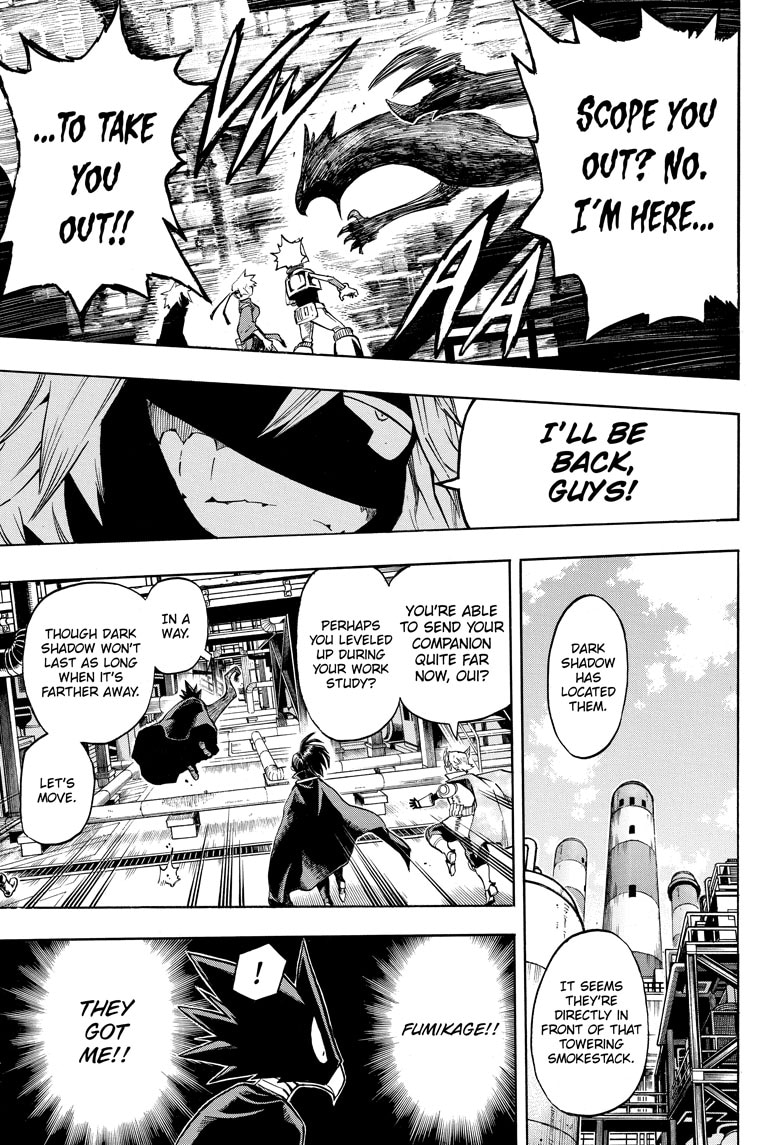 SCOPE YOU
OUT? NO.
I'M HERE...
VWW
AA
...TO TAKE
YOU
OUT!!
I'LL BE
BACK,
GUYS!
DARK
SHADOW
HAS
LOCATED
THEM.
IT SEEMS
THEY'RE
DIRECTLY IN
FRONT OF THAT
TOWERING
SMOKESTACK.
YOU'RE ABLE
TO SEND YOUR
COMPANION
QUITE FAR
NOW, OUI?
PERHAPS
YOU LEVELED
UP DURING
YOUR WORK
STUDY?
IN A
WAY.
THOUGH DARK
SHADOW WON'T
LAST AS LONG
WHEN IT'S
FARTHER AWAY.
LET'S
MOVE.
FUMIKAGE!!
!
THEY
GOT
ME!!